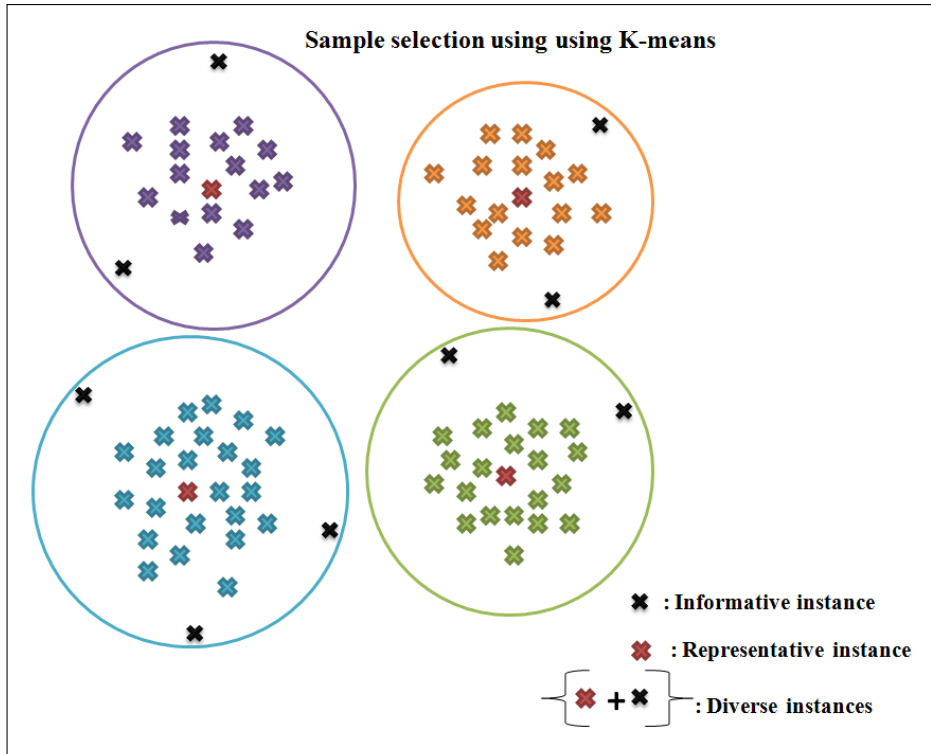 Sample selection using using K-means
: Informative instance
: Representative instance
+
: Diverse instances